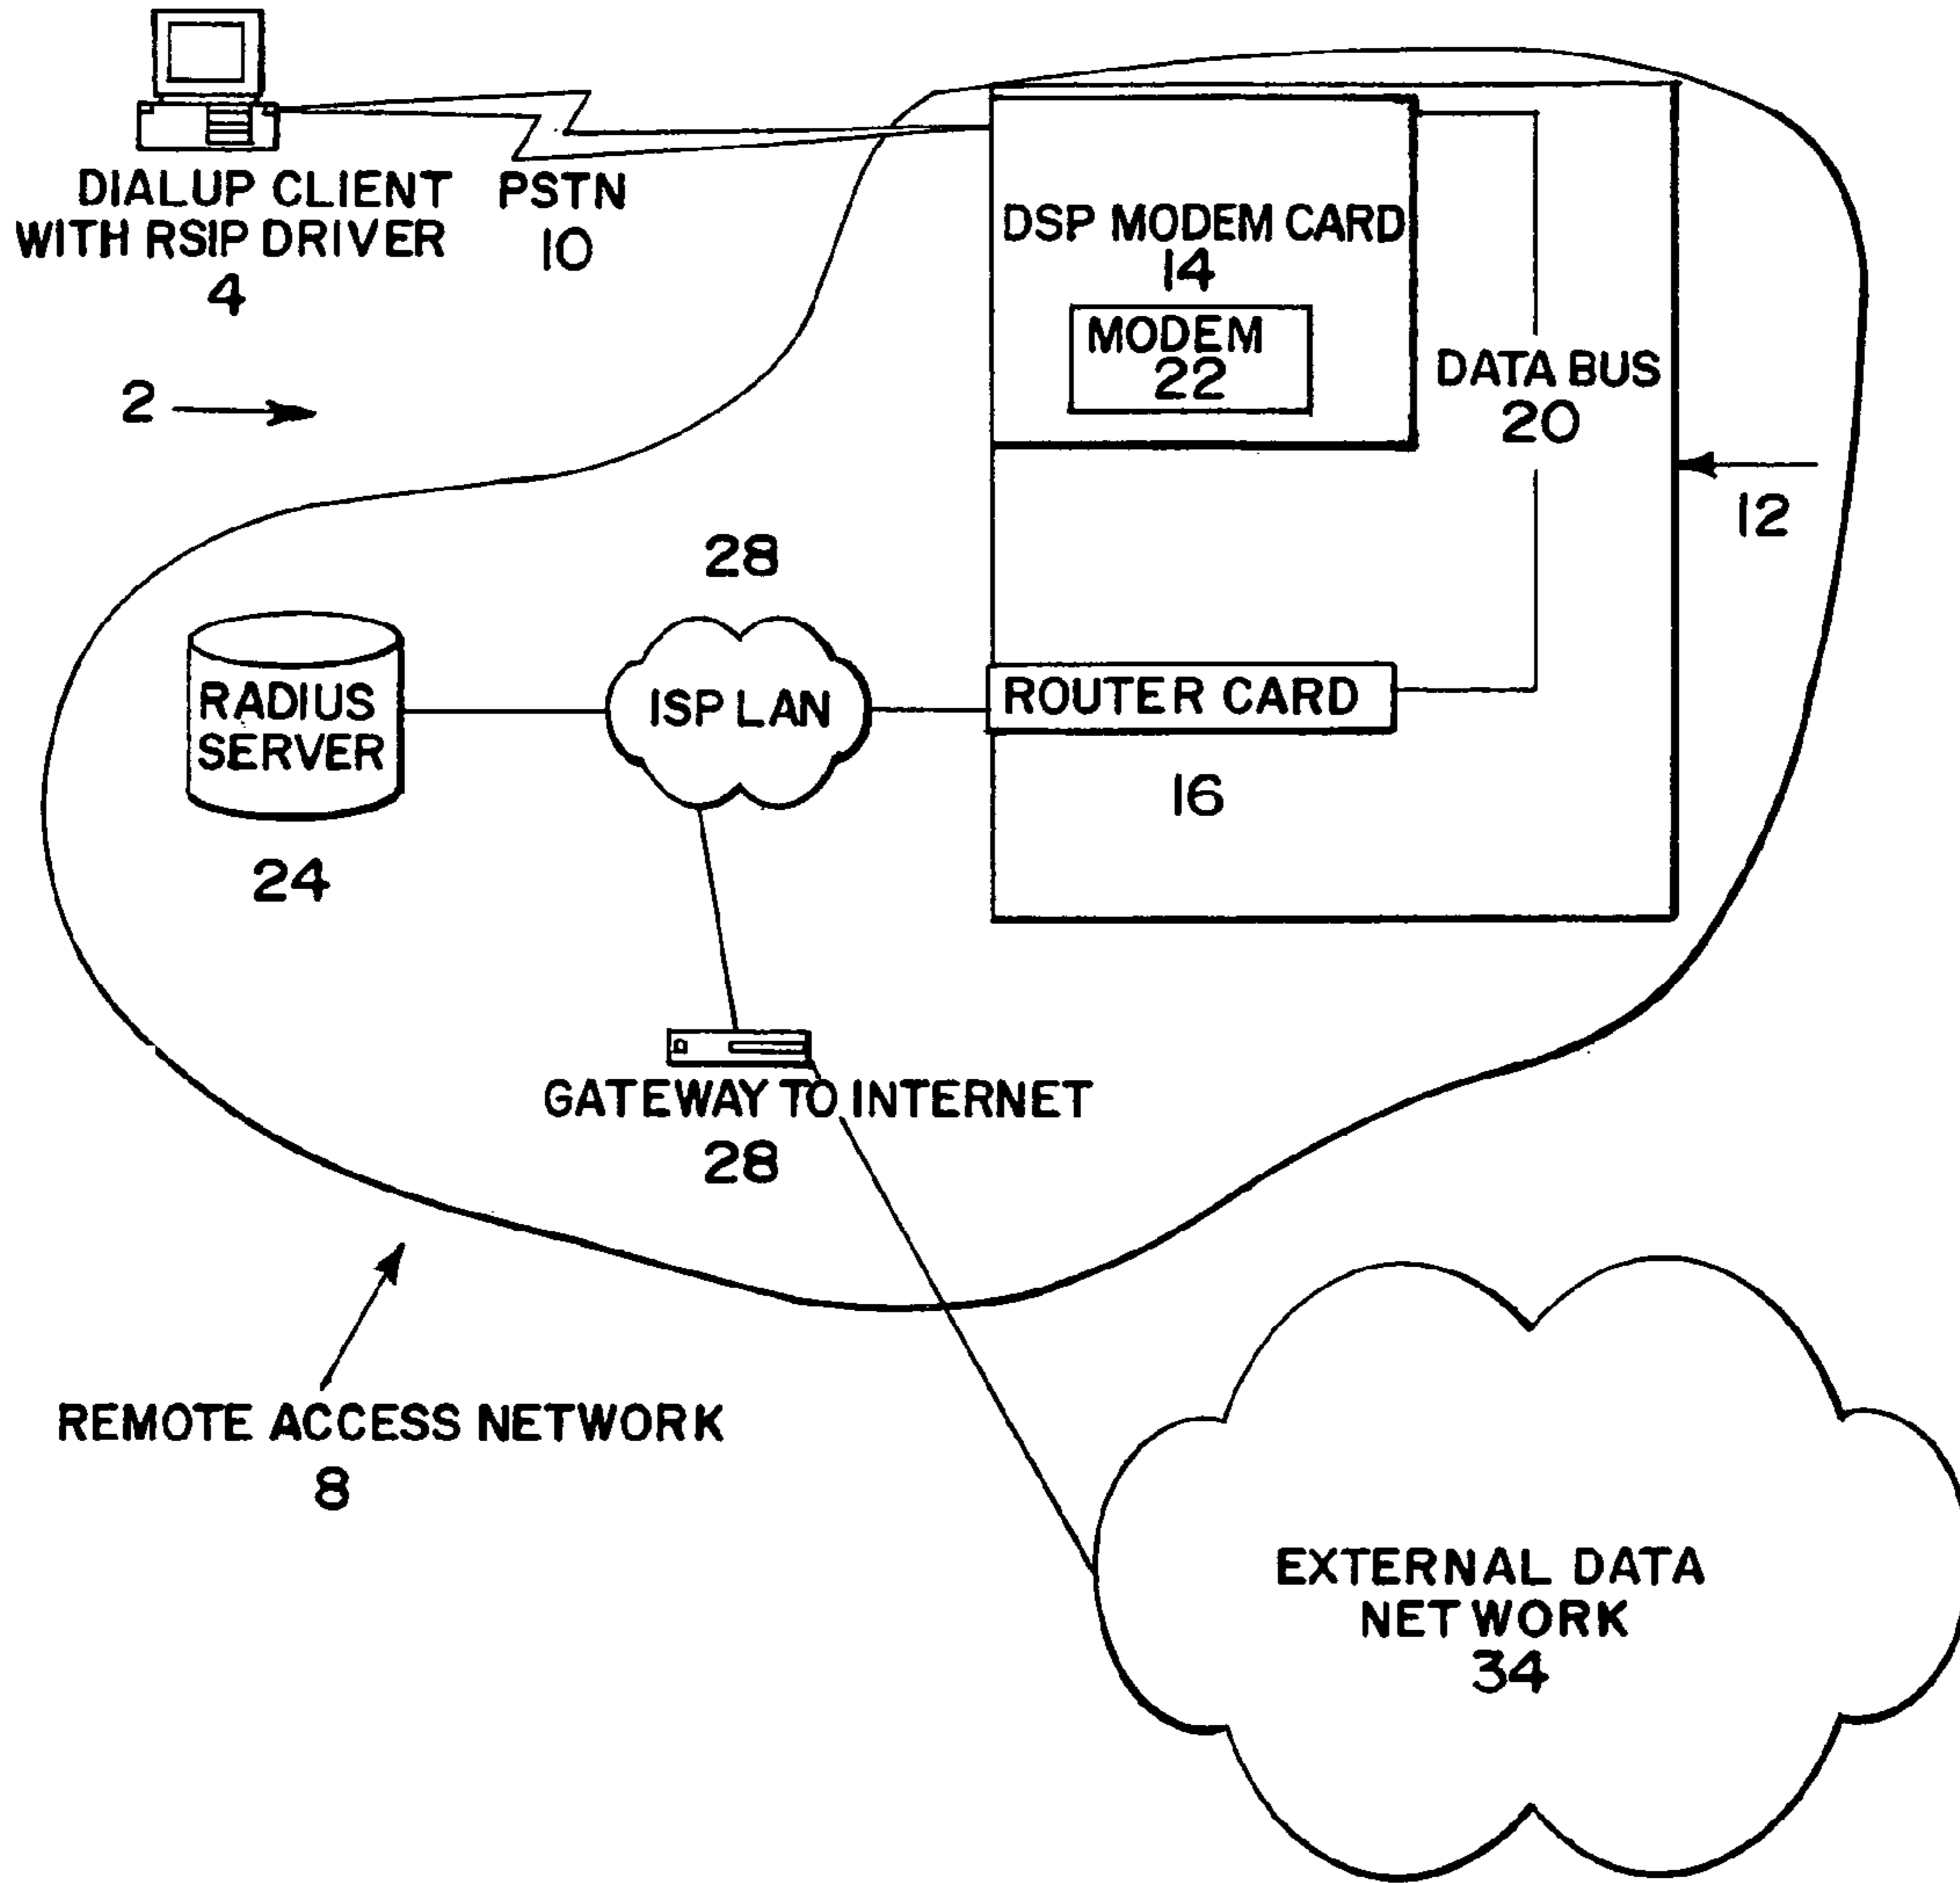 DIALUP CLIENT
WITH RSIP DRIVER
4
PSTN
10
DSP MODEM CARD
14
MODEM
22
DATA BUS
20
2
12
28
RADIUS
SERVER
24
ISP LAN
ROUTER CARD
16
GATEWAY TO INTERNET
28
REMOTE ACCESS NETWORK
8
EXTERNAL DATA
NETWORK
34